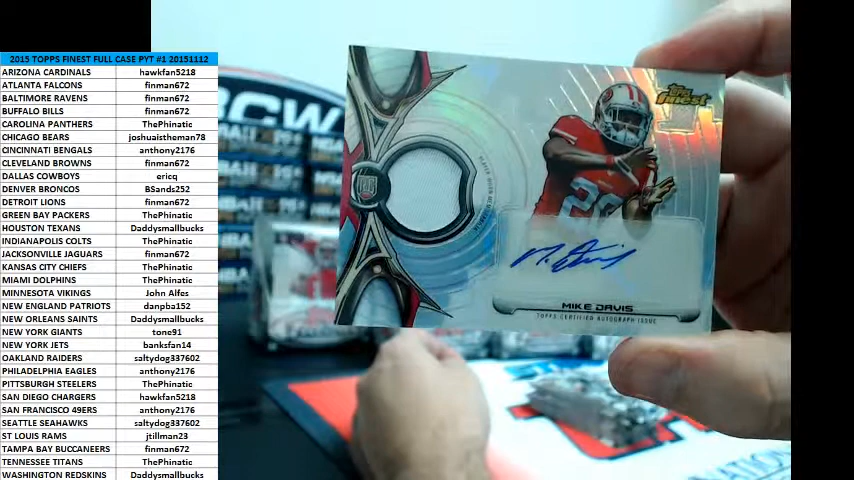 2015 TOPPS FINEST FULL CASE PYT #1 20151112
ARIZONA CARDINALS hawkfan5218
ATLANTA FALCONS finman672
BALTIMORE RAVENS finman672
BUFFALO BILLS finman672
CAROLINA PANTHERS ThePhinatic
CHICAGO BEARS joshuaistheman78
CINCINNATI BENGALS anthony2176
CLEVELAND BROWNS finman672
DALLAS COWBOYS ericq
DENVER BRONCOS BSands252
DETROIT LIONS finman672
GREEN BAY PACKERS ThePhinatic
HOUSTON TEXANS Daddysmallbucks
INDIANAPOLIS COLTS ThePhinatic
JACKSONVILLE JAGUARS finman672
KANSAS CITY CHIEFS ThePhinatic
MIAMI DOLPHINS ThePhinatic
MINNESOTA VIKINGS John Alfes
NEW ENGLAND PATRIOTS danpba152
NEW ORLEANS SAINTS Daddysmallbucks
NEW YORK GIANTS tone91
NEW YORK JETS banksfan14
OAKLAND RAIDERS saltydog337602
PHILADELPHIA EAGLES anthony2176
PITTSBURGH STEELERS ThePhinatic
SAN DIEGO CHARGERS hawkfan5218
SAN FRANCISCO 49ERS anthony2176
SEATTLE SEAHAWKS saltydog337602
ST LOUIS RAMS jtillman23
TAMPA BAY BUCCANEERS finman672
TENNESSEE TITANS ThePhinatic
WASHINGTON REDSKINS Daddysmallbucks
BCW
Topps
Finest
M. Davis
MIKE DAVIS
TOPPS CERTIFIED AUTOGRAPH ISSUE